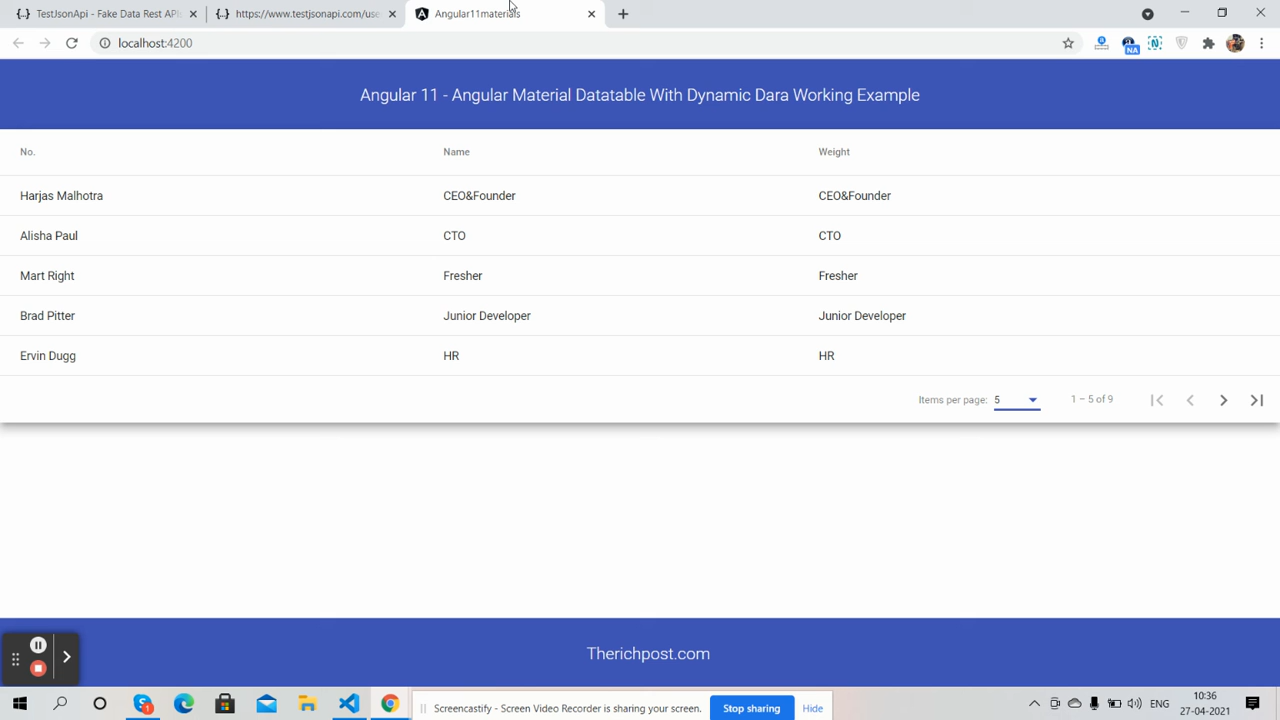 TestJsonApi - Fake Data Rest API
https://www.testjsonapi.com/use
Angular11materials
localhost:4200
NA
Angular 11 - Angular Material Datatable With Dynamic Dara Working Example
No. Name Weight
Harjas Malhotra CEO&Founder CEO&Founder
Alisha Paul CTO CTO
Mart Right Fresher Fresher
Brad Pitter Junior Developer Junior Developer
Ervin Dugg HR HR
Items per page: 5 1 – 5 of 9
Therichpost.com
Screencastify - Screen Video Recorder is sharing your screen. Stop sharing Hide
ENG
10:36
27-04-2021